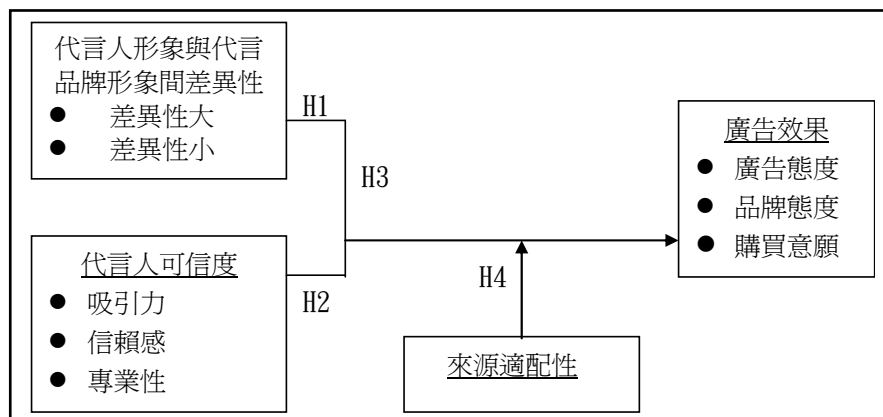 代言人形象與代言
品牌形象間差異性
● 差異性大
● 差異性小
H1
H3
廣告效果
● 廣告態度
● 品牌態度
● 購買意願
代言人可信度
● 吸引力
● 信賴感
● 專業性
H2
H4
來源適配性